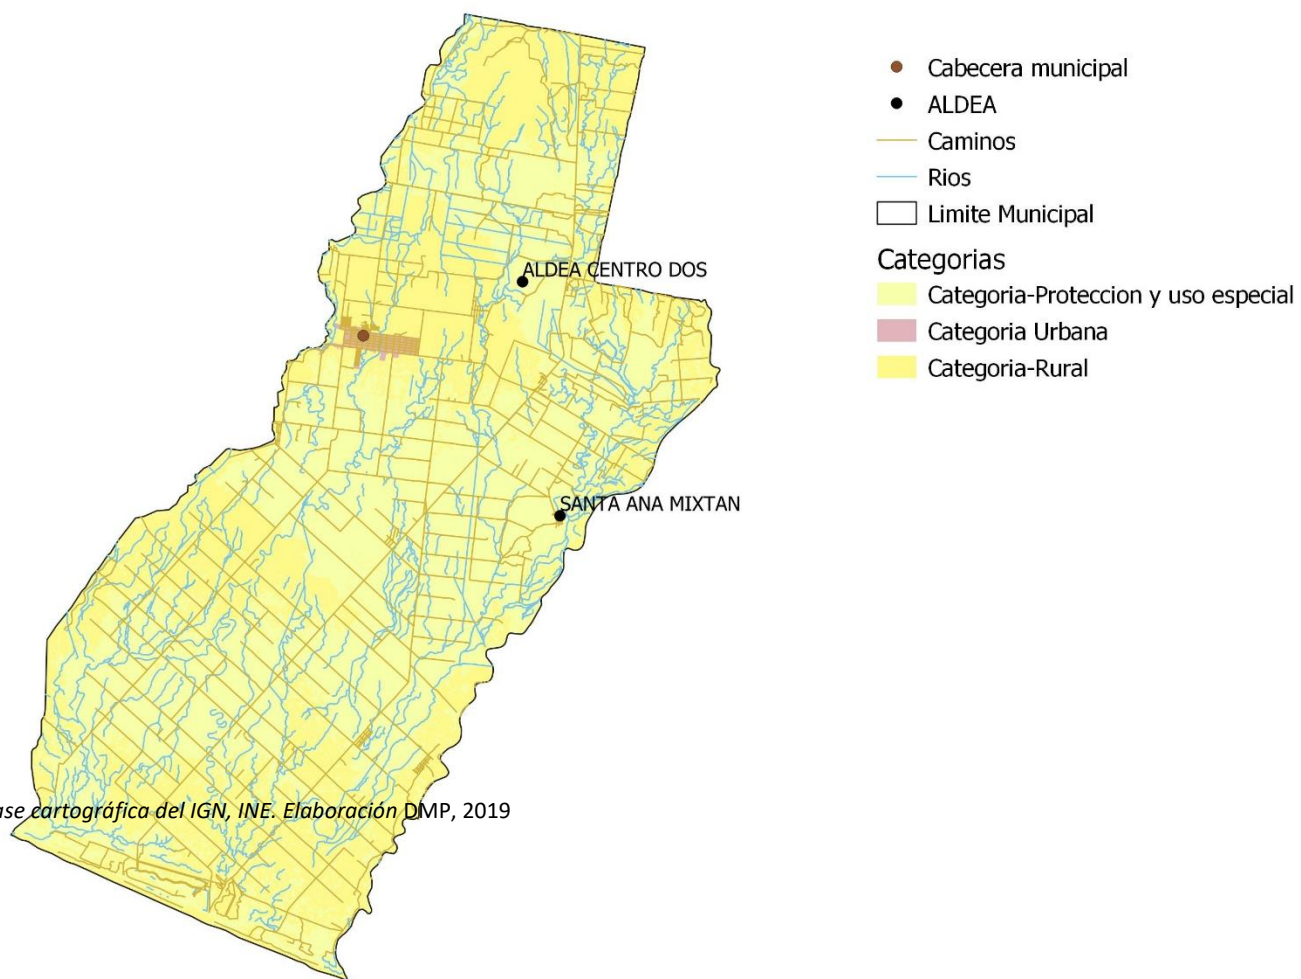 Cabecera municipal
ALDEA
Caminos
Rios
Limite Municipal
Categorias
Categoria-Proteccion y uso especial
Categoria Urbana
Categoria-Rural
ALDEA CENTRO DOS
SANTA ANA MIXTAN
cartográfica del IGN, INE. Elaboración DMP, 2019